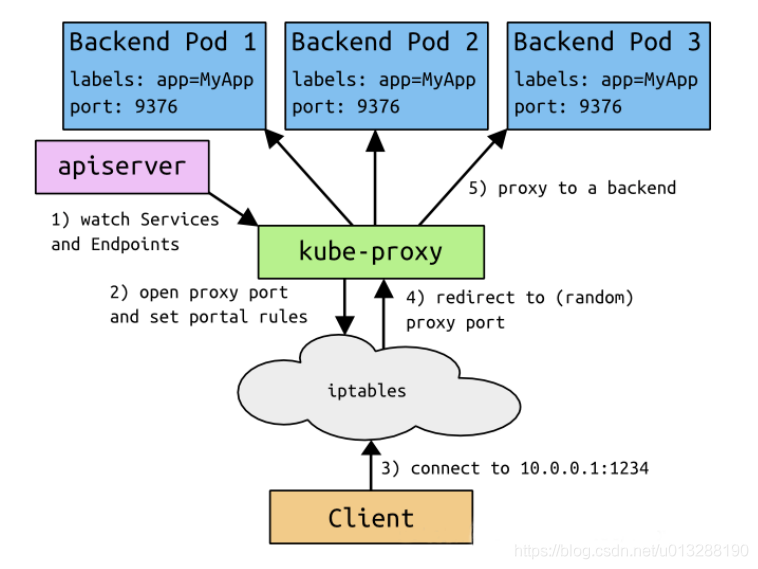 Backend Pod 1
labels: app=MyApp
port: 9376
Backend Pod 2
labels: app=MyApp
port: 9376
Backend Pod 3
labels: app=MyApp
port: 9376
apiserver
1) watch Services
and Endpoints
5) proxy to a backend
kube-proxy
2) open proxy port
and set portal rules
4) redirect to (random)
proxy port
iptables
3) connect to 10.0.0.1:1234
Client
https://blog.csdn.net/u013288190